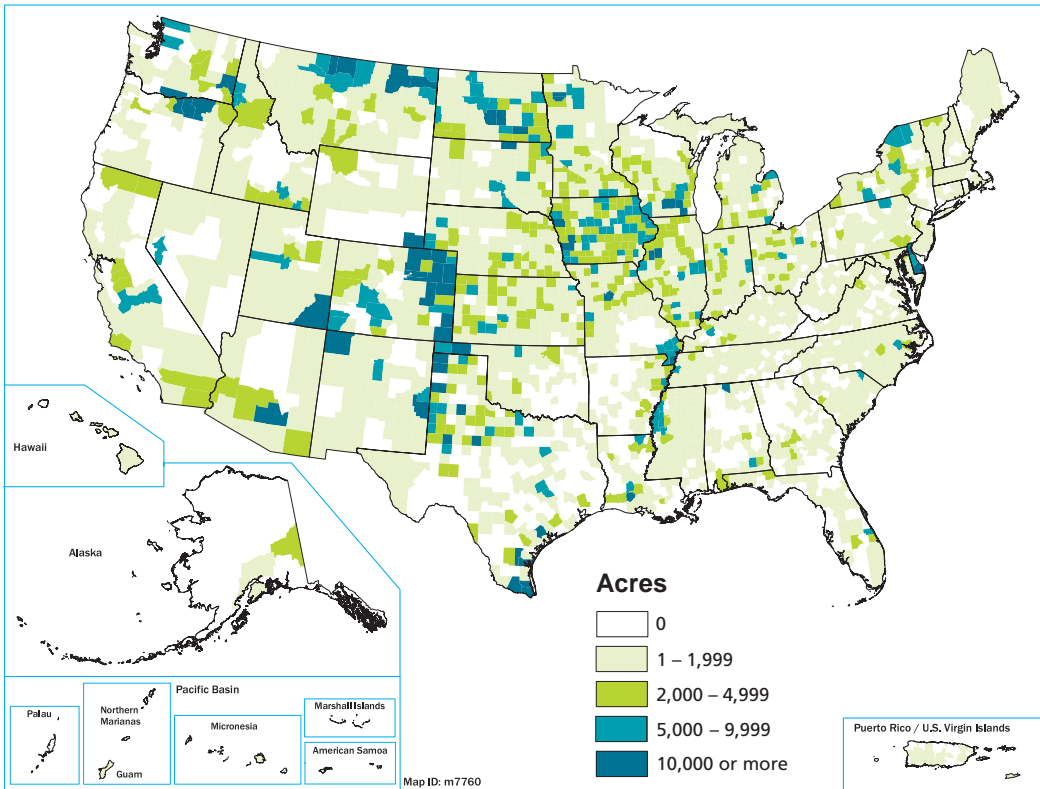 Hawaii
Alaska
Pacific Basin
Palau
Northern
Marianas
Guam
Micronesia
Marshall Islands
American Samoa
Map ID: m7760
Acres
0
1 – 1,999
2,000 – 4,999
5,000 – 9,999
10,000 or more
Puerto Rico / U.S. Virgin Islands